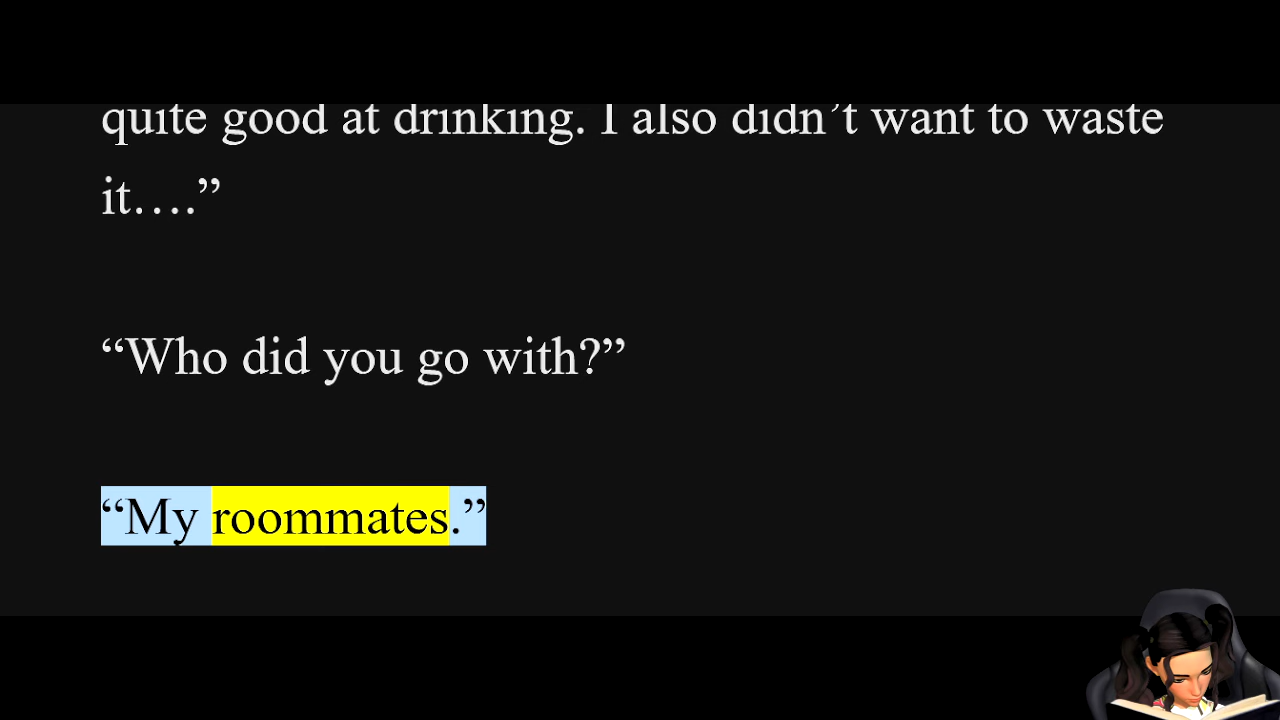 quite good at drinking. I also didn’t want to waste
it….”
“Who did you go with?”
“My roommates.”